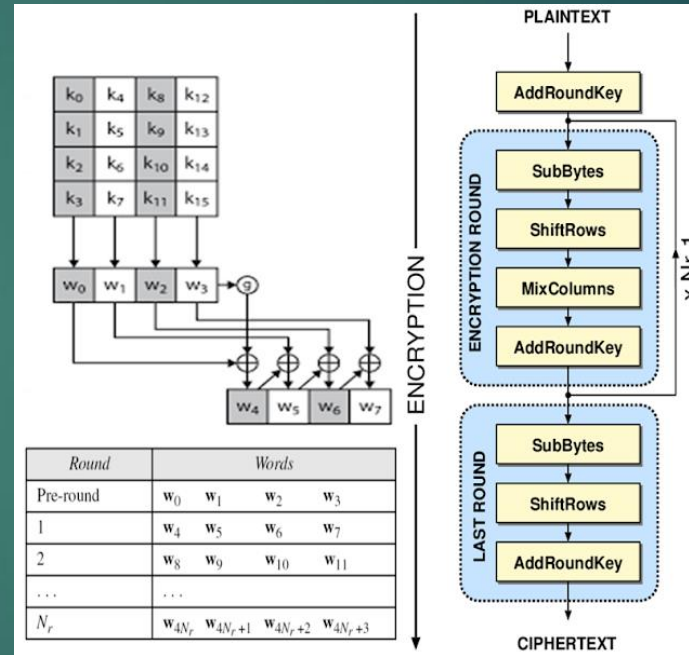 k₀ k₄ k₈ k₁₂
k₁ k₅ k₉ k₁₃
k₂ k₆ k₁₀ k₁₄
k₃ k₇ k₁₁ k₁₅
w₀ w₁ w₂ w₃ g
w₄ w₅ w₆ w₇
Round Words
Pre-round w₀ w₁ w₂ w₃
1 w₄ w₅ w₆ w₇
2 w₈ w₉ w₁₀ w₁₁
... ...
Nᵣ w₄Nᵣ w₄Nᵣ₊₁ w₄Nᵣ₊₂ w₄Nᵣ₊₃
ENCRYPTION
PLAINTEXT
AddRoundKey
ENCRYPTION ROUND
SubBytes
ShiftRows
MixColumns
AddRoundKey
LAST ROUND
SubBytes
ShiftRows
AddRoundKey
CIPHERTEXT